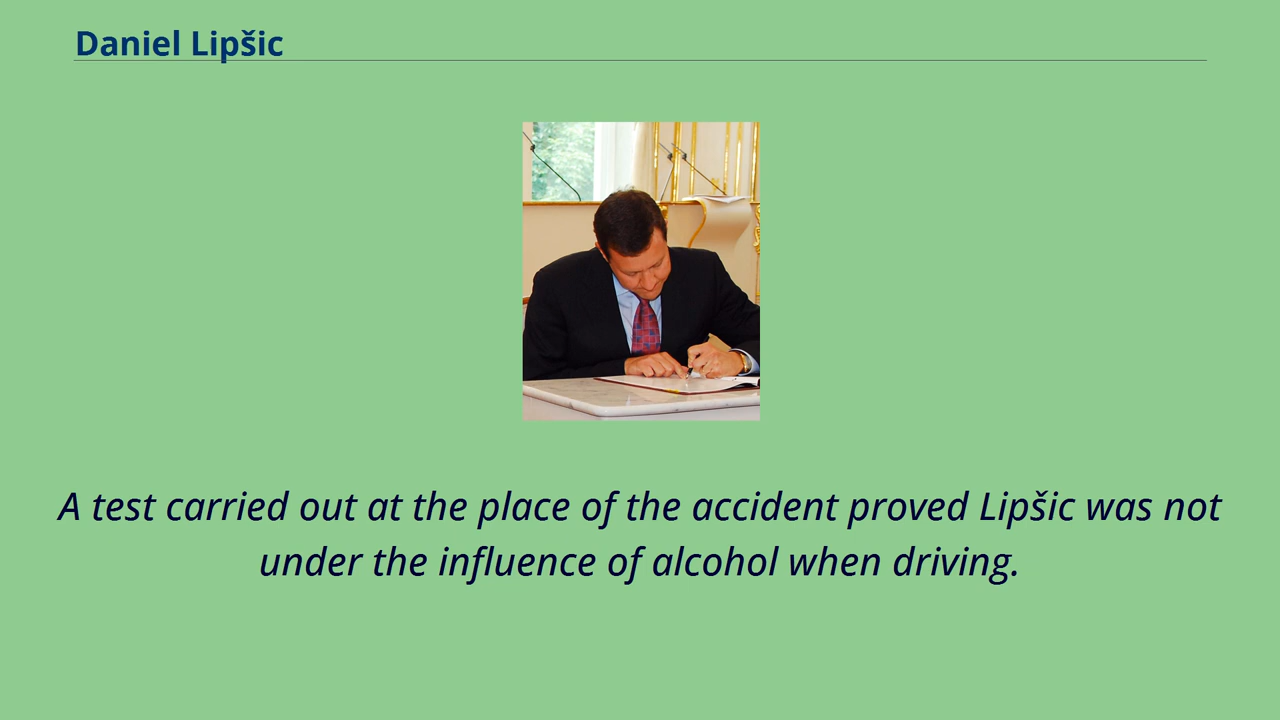 Daniel Lipšic
A test carried out at the place of the accident proved Lipšic was not
under the influence of alcohol when driving.